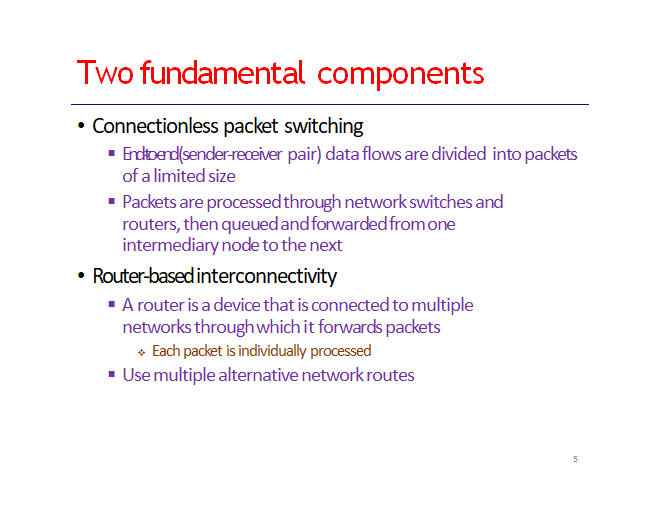 Two fundamental components
• Connectionless packet switching
▪ End-to-end (sender-receiver pair) data flows are divided into packets
of a limited size
▪ Packets are processed through network switches and
routers, then queued and forwarded from one
intermediary node to the next
• Router-based interconnectivity
▪ A router is a device that is connected to multiple
networks through which it forwards packets
❖ Each packet is individually processed
▪ Use multiple alternative network routes
5